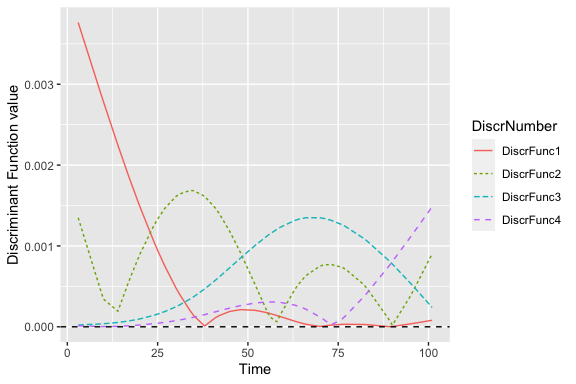 Discriminant Function value
0.003
0.002
0.001
0.000
0
25
50
75
100
Time
DiscrNumber
DiscrFunc1
DiscrFunc2
DiscrFunc3
DiscrFunc4